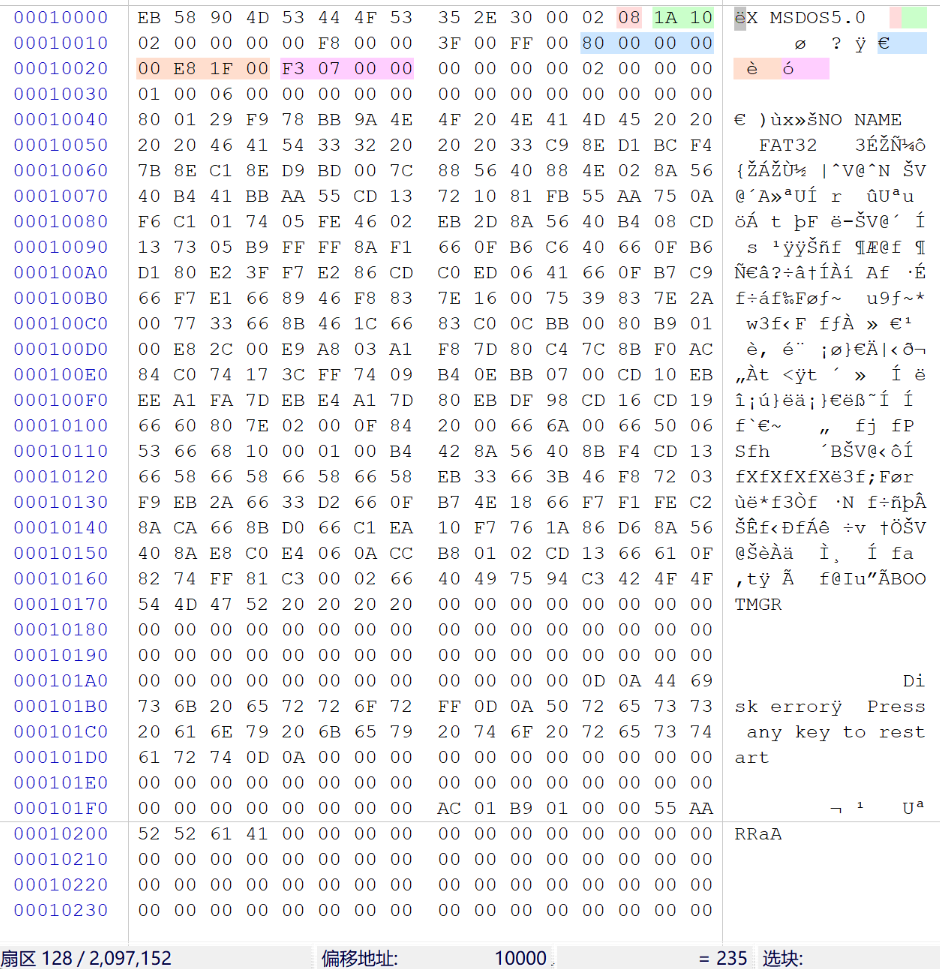 00010000 EB 58 90 4D 53 44 4F 53 35 2E 30 00 02 08 1A 10 ëX MSDOS5.0
00010010 02 00 00 00 00 F8 00 00 3F 00 FF 00 80 00 00 00 ø ? ÿ €
00010020 00 E8 1F 00 F3 07 00 00 00 00 00 00 02 00 00 00 è ó
00010030 01 00 06 00 00 00 00 00 00 00 00 00 00 00 00 00
00010040 80 01 29 F9 78 BB 9A 4E 4F 20 4E 41 4D 45 20 20 € )ùx»šNO NAME
00010050 20 20 46 41 54 33 32 20 20 20 33 C9 8E D1 BC F4 FAT32 3ÉŽÑ¼ô
00010060 7B 8E C1 8E D9 BD 00 7C 88 56 40 88 4E 02 8A 56 {ŽÁŽÙ½ |ˆV@ˆN ŠV
00010070 40 B4 41 BB AA 55 CD 13 72 10 81 FB 55 AA 75 0A @´A»ªUÍ r ûUªu
00010080 F6 C1 01 74 05 FE 46 02 EB 2D 8A 56 40 B4 08 CD öÁ t þF ë-ŠV@´ Í
00010090 13 73 05 B9 FF FF 8A F1 66 0F B6 C6 40 66 0F B6 s ¹ÿÿŠñf ¶Æ@f ¶
000100A0 D1 80 E2 3F F7 E2 86 CD C0 ED 06 41 66 0F B7 C9 Ñ€â?÷â†ÍÀí Af ·É
000100B0 66 F7 E1 66 89 46 F8 83 7E 16 00 75 39 83 7E 2A f÷áf‰Føƒ~ u9ƒ~*
000100C0 00 77 33 66 8B 46 1C 66 83 C0 0C BB 00 80 B9 01 w3f‹F fƒÀ » €¹
000100D0 00 E8 2C 00 E9 A8 03 A1 F8 7D 80 C4 7C 8B F0 AC è, é¨ ¡ø}€Ä|‹ð¬
000100E0 84 C0 74 17 3C FF 74 09 B4 0E BB 07 00 CD 10 EB „Àt <ÿt ´ » Í ë
000100F0 EE A1 FA 7D EB E4 A1 7D 80 EB DF 98 CD 16 CD 19 î¡ú}ëä¡}€ëß˜Í Í
00010100 66 60 80 7E 02 00 0F 84 20 00 66 6A 00 66 50 06 f`€~ „ fj fP
00010110 53 66 68 10 00 01 00 B4 42 8A 56 40 8B F4 CD 13 Sfh ´BŠV@‹ôÍ
00010120 66 58 66 58 66 58 66 58 EB 33 66 3B 46 F8 72 03 fXfXfXfXë3f;Før
00010130 F9 EB 2A 66 33 D2 66 0F B7 4E 18 66 F7 F1 FE C2 ùë*f3Òf ·N f÷ñþÂ
00010140 8A CA 66 8B D0 66 C1 EA 10 F7 76 1A 86 D6 8A 56 ŠÊf‹ÐfÁê ÷v †ÖŠV
00010150 40 8A E8 C0 E4 06 0A CC B8 01 02 CD 13 66 61 0F @ŠèÀä Ì¸ Í fa
00010160 82 74 FF 81 C3 00 02 66 40 49 75 94 C3 42 4F 4F ‚tÿ Ã f@Iu”ÃBOO
00010170 54 4D 47 52 20 20 20 20 00 00 00 00 00 00 00 00 TMGR
00010180 00 00 00 00 00 00 00 00 00 00 00 00 00 00 00 00
00010190 00 00 00 00 00 00 00 00 00 00 00 00 00 00 00 00
000101A0 00 00 00 00 00 00 00 00 00 00 00 00 0D 0A 44 69 Di
000101B0 73 6B 20 65 72 72 6F 72 FF 0D 0A 50 72 65 73 73 sk errorÿ Press
000101C0 20 61 6E 79 20 6B 65 79 20 74 6F 20 72 65 73 74 any key to rest
000101D0 61 72 74 0D 0A 00 00 00 00 00 00 00 00 00 00 00 art
000101E0 00 00 00 00 00 00 00 00 00 00 00 00 00 00 00 00
000101F0 00 00 00 00 00 00 00 00 AC 01 B9 01 00 00 55 AA ¬ ¹ Uª
00010200 52 52 61 41 00 00 00 00 00 00 00 00 00 00 00 00 RRaA
00010210 00 00 00 00 00 00 00 00 00 00 00 00 00 00 00 00
00010220 00 00 00 00 00 00 00 00 00 00 00 00 00 00 00 00
00010230 00 00 00 00 00 00 00 00 00 00 00 00 00 00 00 00
扇区 128 / 2,097,152 偏移地址: 10000 = 235 选块: